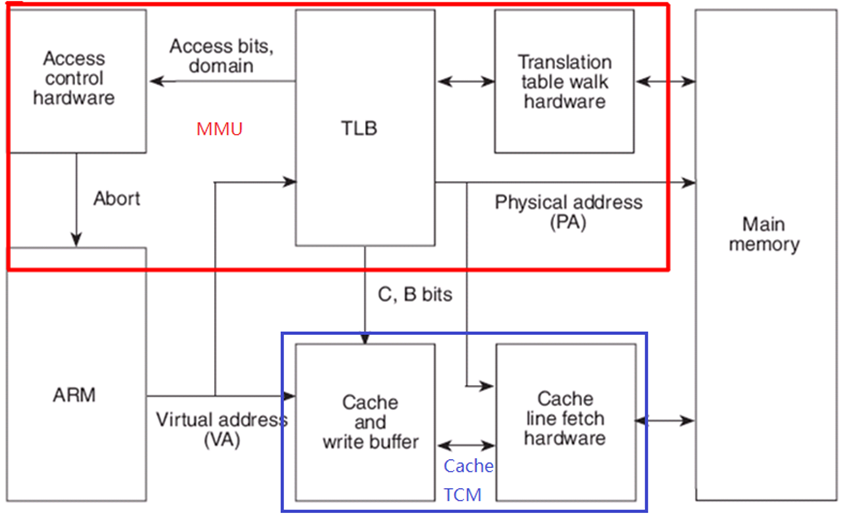 Access
control
hardware
Access bits,
domain
MMU
TLB
Translation
table walk
hardware
Abort
Physical address
(PA)
Main
memory
C, B bits
ARM
Virtual address
(VA)
Cache
and
write buffer
Cache
line fetch
hardware
Cache
TCM